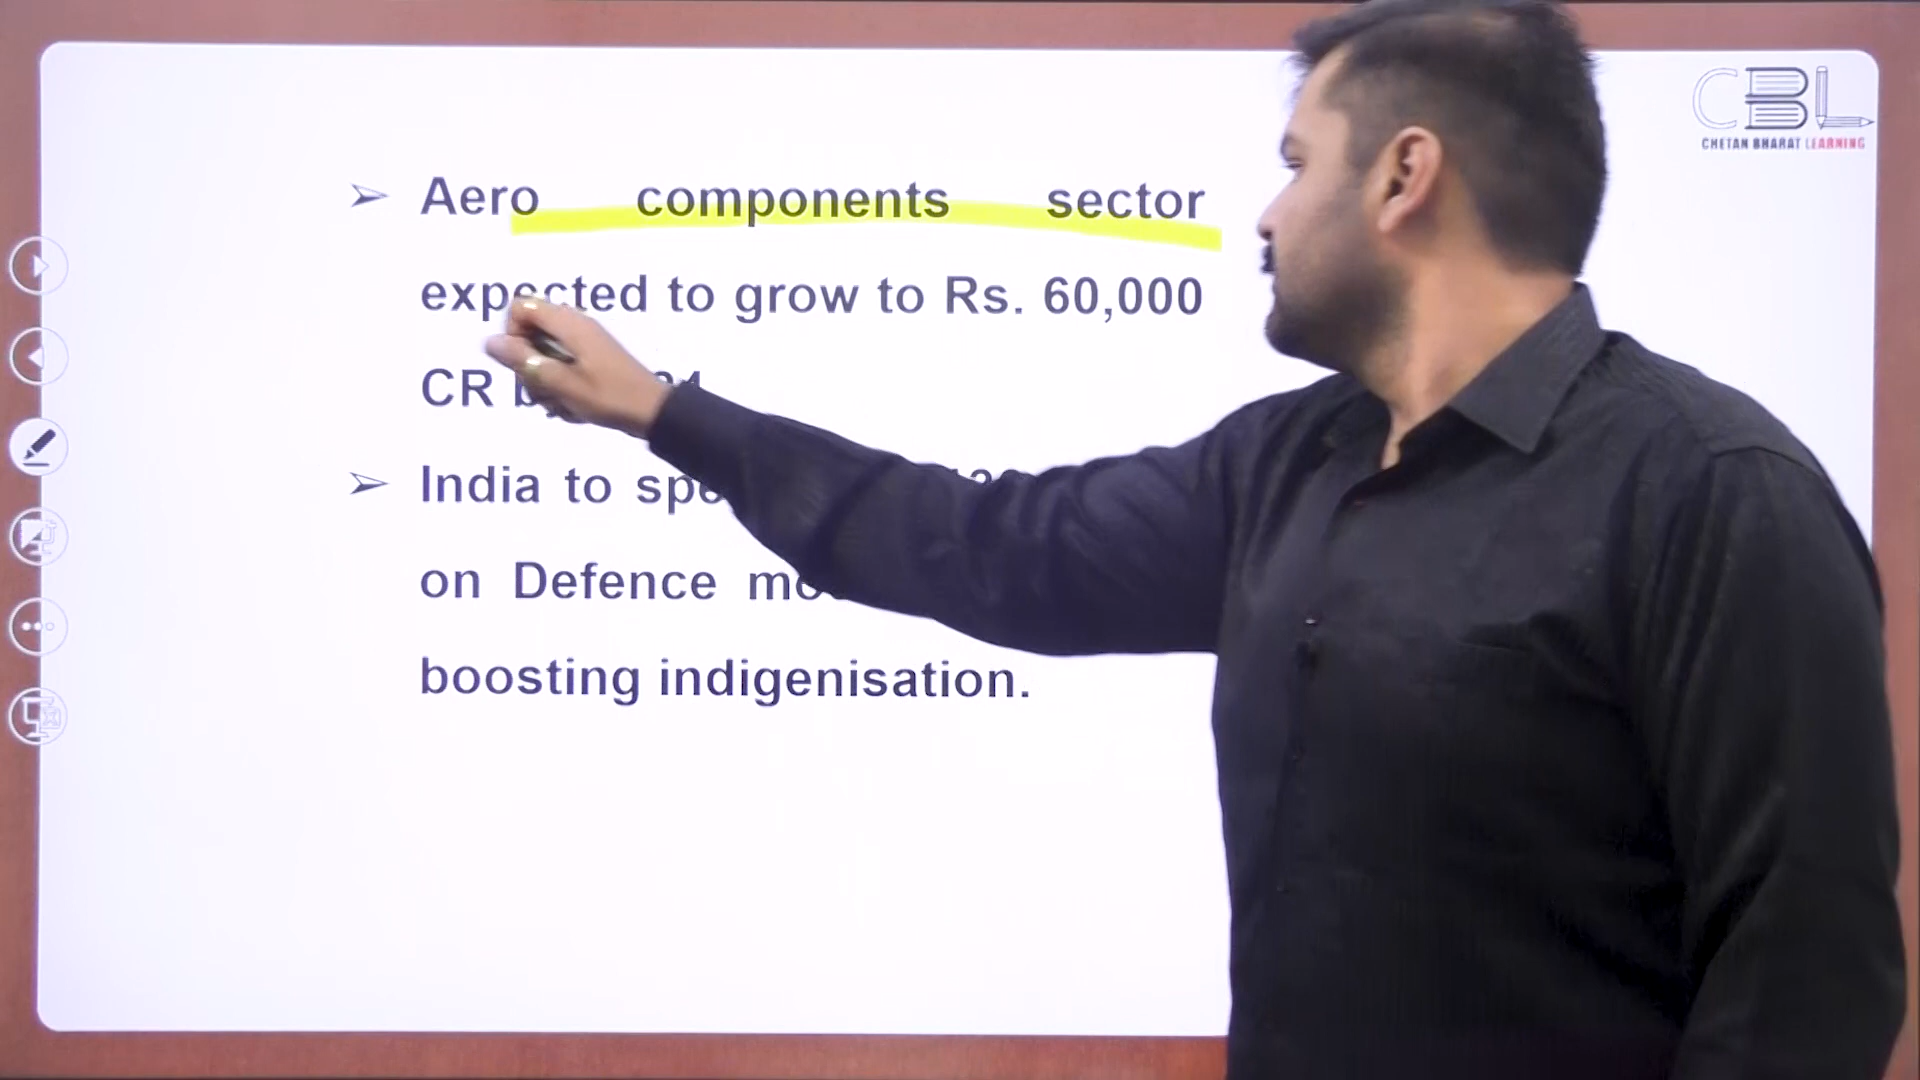 CBL
CHETAN BHARAT LEARNING
➢ Aero components sector
expected to grow to Rs. 60,000
CR
➢ India to
on Defence
boosting indigenisation.